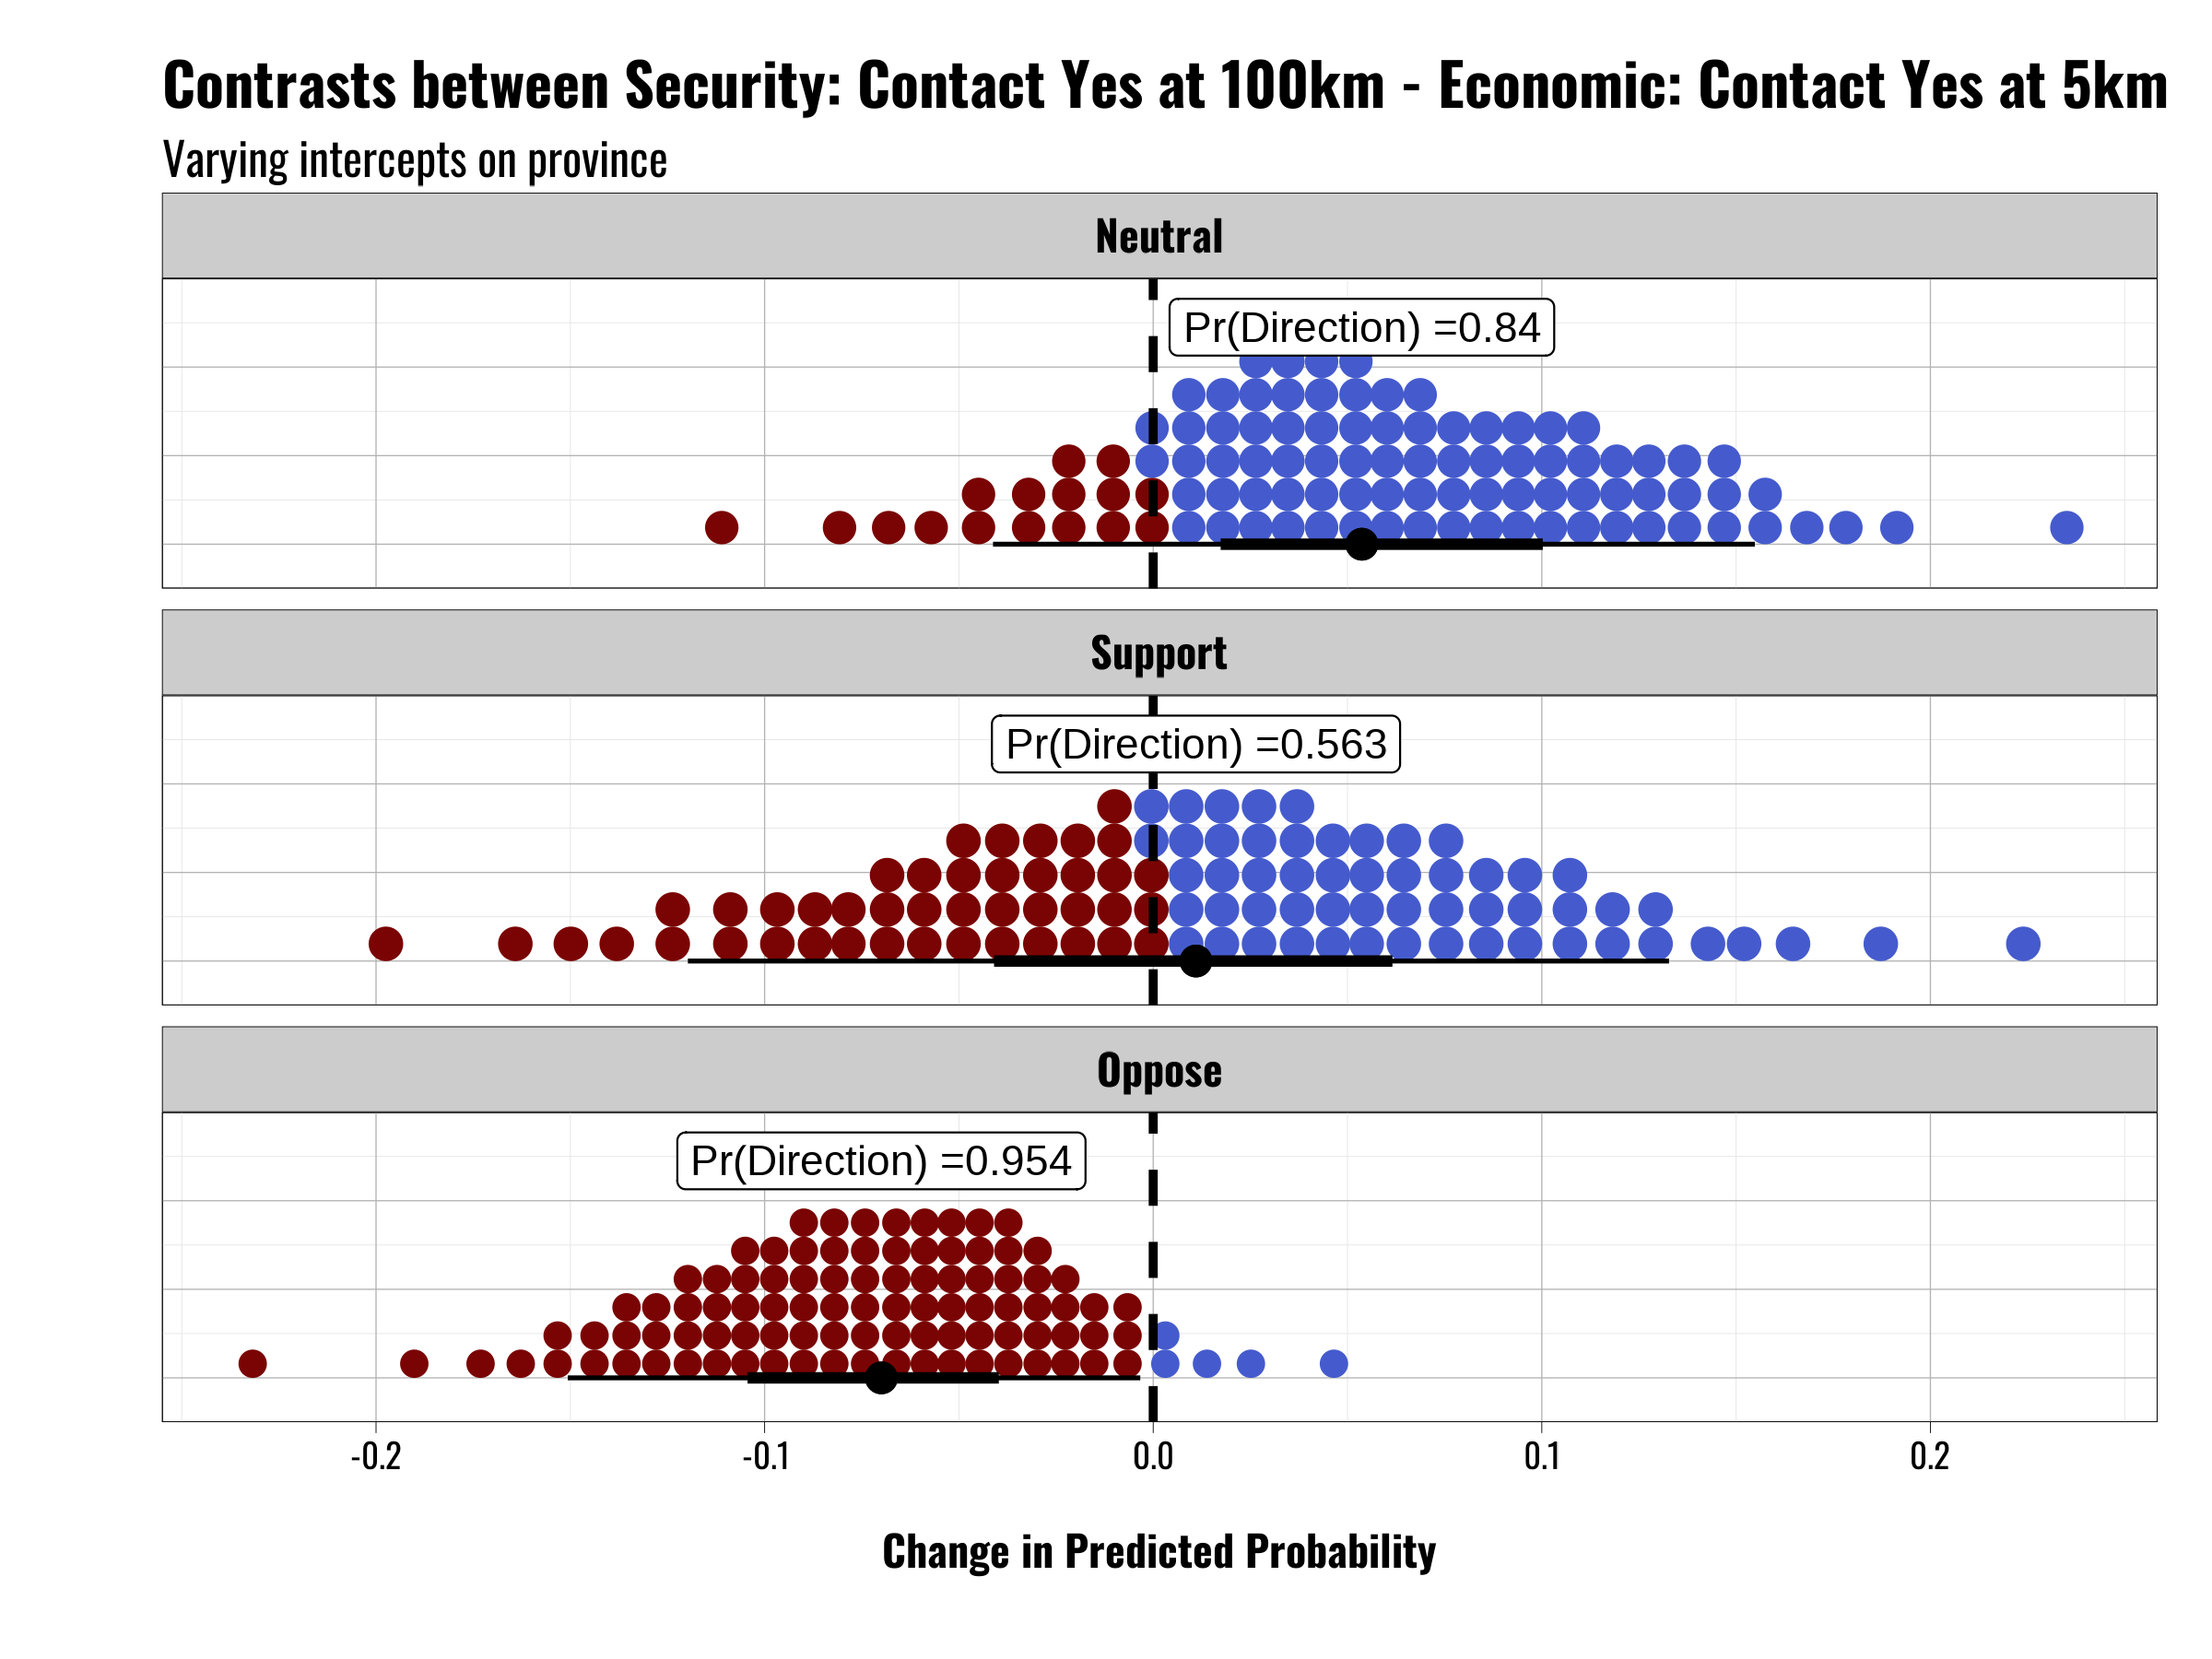 Contrasts between Security: Contact Yes at 100km - Economic: Contact Yes at 5km
Varying intercepts on province
Neutral
Pr(Direction) =0.84
Support
Pr(Direction) =0.563
Oppose
Pr(Direction) =0.954
-0.2 -0.1 0.0 0.1 0.2
Change in Predicted Probability